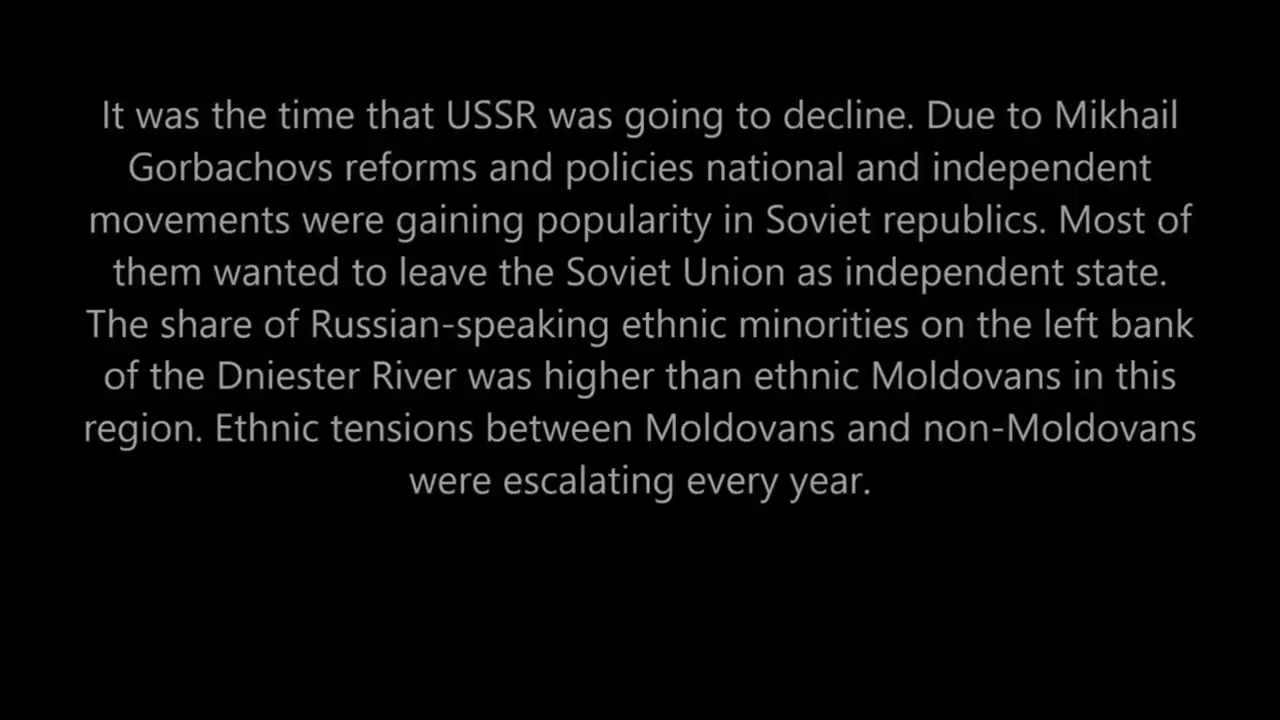 It was the time that USSR was going to decline. Due to Mikhail
Gorbachovs reforms and policies national and independent
movements were gaining popularity in Soviet republics. Most of
them wanted to leave the Soviet Union as independent state.
The share of Russian-speaking ethnic minorities on the left bank
of the Dniester River was higher than ethnic Moldovans in this
region. Ethnic tensions between Moldovans and non-Moldovans
were escalating every year.